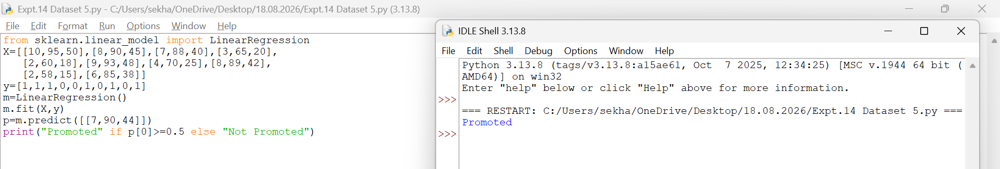 Expt.14 Dataset 5.py - C:/Users/sekha/OneDrive/Desktop/18.08.2026/Expt.14 Dataset 5.py (3.13.8)
File Edit Format Run Options Window Help
from sklearn.linear_model import LinearRegression
X=[[10,95,50],[8,90,45],[7,88,40],[3,65,20],
   [2,60,18],[9,93,48],[4,70,25],[8,89,42],
   [2,58,15],[6,85,38]]
y=[1,1,1,0,0,1,0,1,0,1]
m=LinearRegression()
m.fit(X,y)
p=m.predict([[7,90,44]])
print("Promoted" if p[0]>=0.5 else "Not Promoted")
IDLE Shell 3.13.8
File Edit Shell Debug Options Window Help
Python 3.13.8 (tags/v3.13.8:a15ae61, Oct  7 2025, 12:34:25) [MSC v.1944 64 bit (
AMD64)] on win32
Enter "help" below or click "Help" above for more information.
>>>
=== RESTART: C:/Users/sekha/OneDrive/Desktop/18.08.2026/Expt.14 Dataset 5.py ===
Promoted
>>>